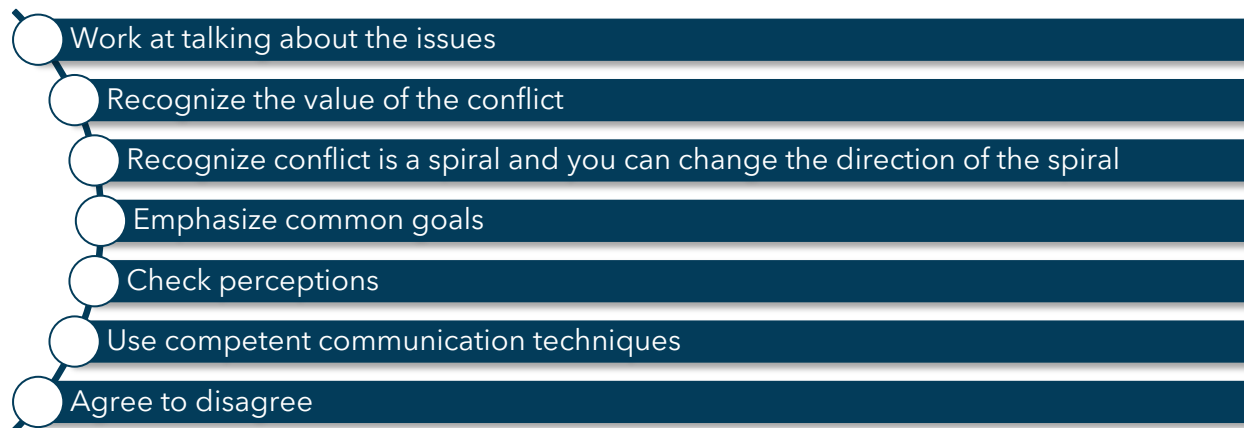 Work at talking about the issues
Recognize the value of the conflict
Recognize conflict is a spiral and you can change the direction of the spiral
Emphasize common goals
Check perceptions
Use competent communication techniques
Agree to disagree